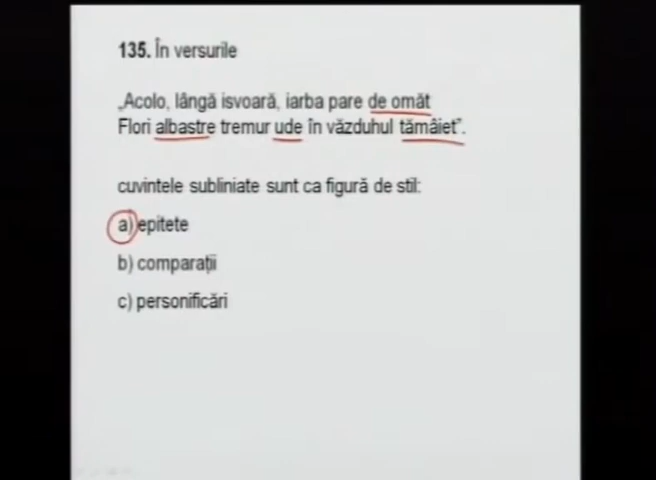 135. În versurile
„Acolo, lângă isvoară, iarba pare de omăt
Flori albastre tremur ude în văzduhul tămâiet”.
cuvintele subliniate sunt ca figură de stil:
a) epitete
b) comparații
c) personificări